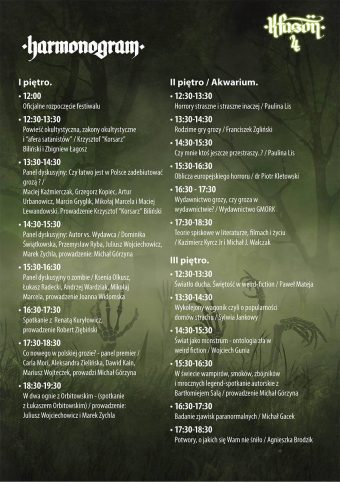 ·harmonogram·
Kfasoń
4
I piętro.
• 12:00
Oficjalne rozpoczęcie festiwalu
• 12:30-13:30
Powieść okultystyczna, zakony okultystyczne
i "afera satanistów" / Krzysztof "Korsarz"
Biliński i Zbigniew Łagosz
• 13:30-14:30
Panel dyskusyjny: Czy łatwo jest w Polsce zadebiutować
grozą? /
Maciej Kaźmierczak, Grzegorz Kopiec, Artur
Urbanowicz, Marcin Gryglik, Mikołaj Marcela i Maciej
Lewandowski. Prowadzenie Krzysztof "Korsarz" Biliński
• 14:30-15:30
Panel dyskusyjny: Autor vs. Wydawca / Dominika
Świątkowska, Przemysław Ryba, Juliusz Wojciechowicz,
Marek Zychla, prowadzenie: Michał Górzyna
• 15:30-16:30
Panel dyskusyjny o zombie / Ksenia Olkusz,
Łukasz Radecki, Andrzej Wardziak, Mikołaj
Marcela, prowadzenie Joanna Widomska
• 16:30-17:30
Spotkanie z Renatą Kuryłowicz,
prowadzenie Robert Ziębiński
• 17:30-18:30
Co nowego w polskiej grozie? - panel premier /
Carla Mori, Aleksandra Zielińska, Dawid Kain,
Mariusz Wojteczek, prowadzi Michał Górzyna
• 18:30-19:30
W dwa ognie z Orbitowskim - (spotkanie
z Łukaszem Orbitowskim) / prowadzenie:
Juliusz Wojciechowicz i Marek Zychla
II piętro / Akwarium.
• 12:30-13:30
Horrory straszne i straszne inaczej / Paulina Lis
• 13:30-14:30
Rodzime gry grozy / Franciszek Zgliński
• 14:30-15:30
Czy mnie ktoś jeszcze przestraszy..? / Paulina Lis
• 15:30-16:30
Oblicza europejskiego horroru / dr Piotr Kletowski
• 16:30 - 17:30
Wydawnictwo grozy, czy groza w
wydawnictwie? / Wydawnictwo GMORK
• 17:30-18:30
Teorie spiskowe w literaturze, filmach i życiu
/ Kazimierz Kyrcz Jr i Michał J. Walczak
III piętro.
• 12:30-13:30
Światło ducha. Świętość w weird-fiction / Paweł Mateja
• 13:30-14:30
Wykolejony wagonik czyli o popularności
domów strachu / Sylwia Jankowy
• 14:30-15:30
Świat jako monstrum - ontologia zła w
weird fiction / Wojciech Gunia
• 15:30-16:30
W świecie wampirów, smoków, zbójników
i mrocznych legend-spotkanie autorskie z
Bartłomiejem Salą / prowadzenie Michał Górzyna
• 16:30-17:30
Badanie zjawisk paranormalnych / Michał Gacek
• 17:30-18:30
Potwory, o jakich się Wam nie śniło / Agnieszka Brodzik